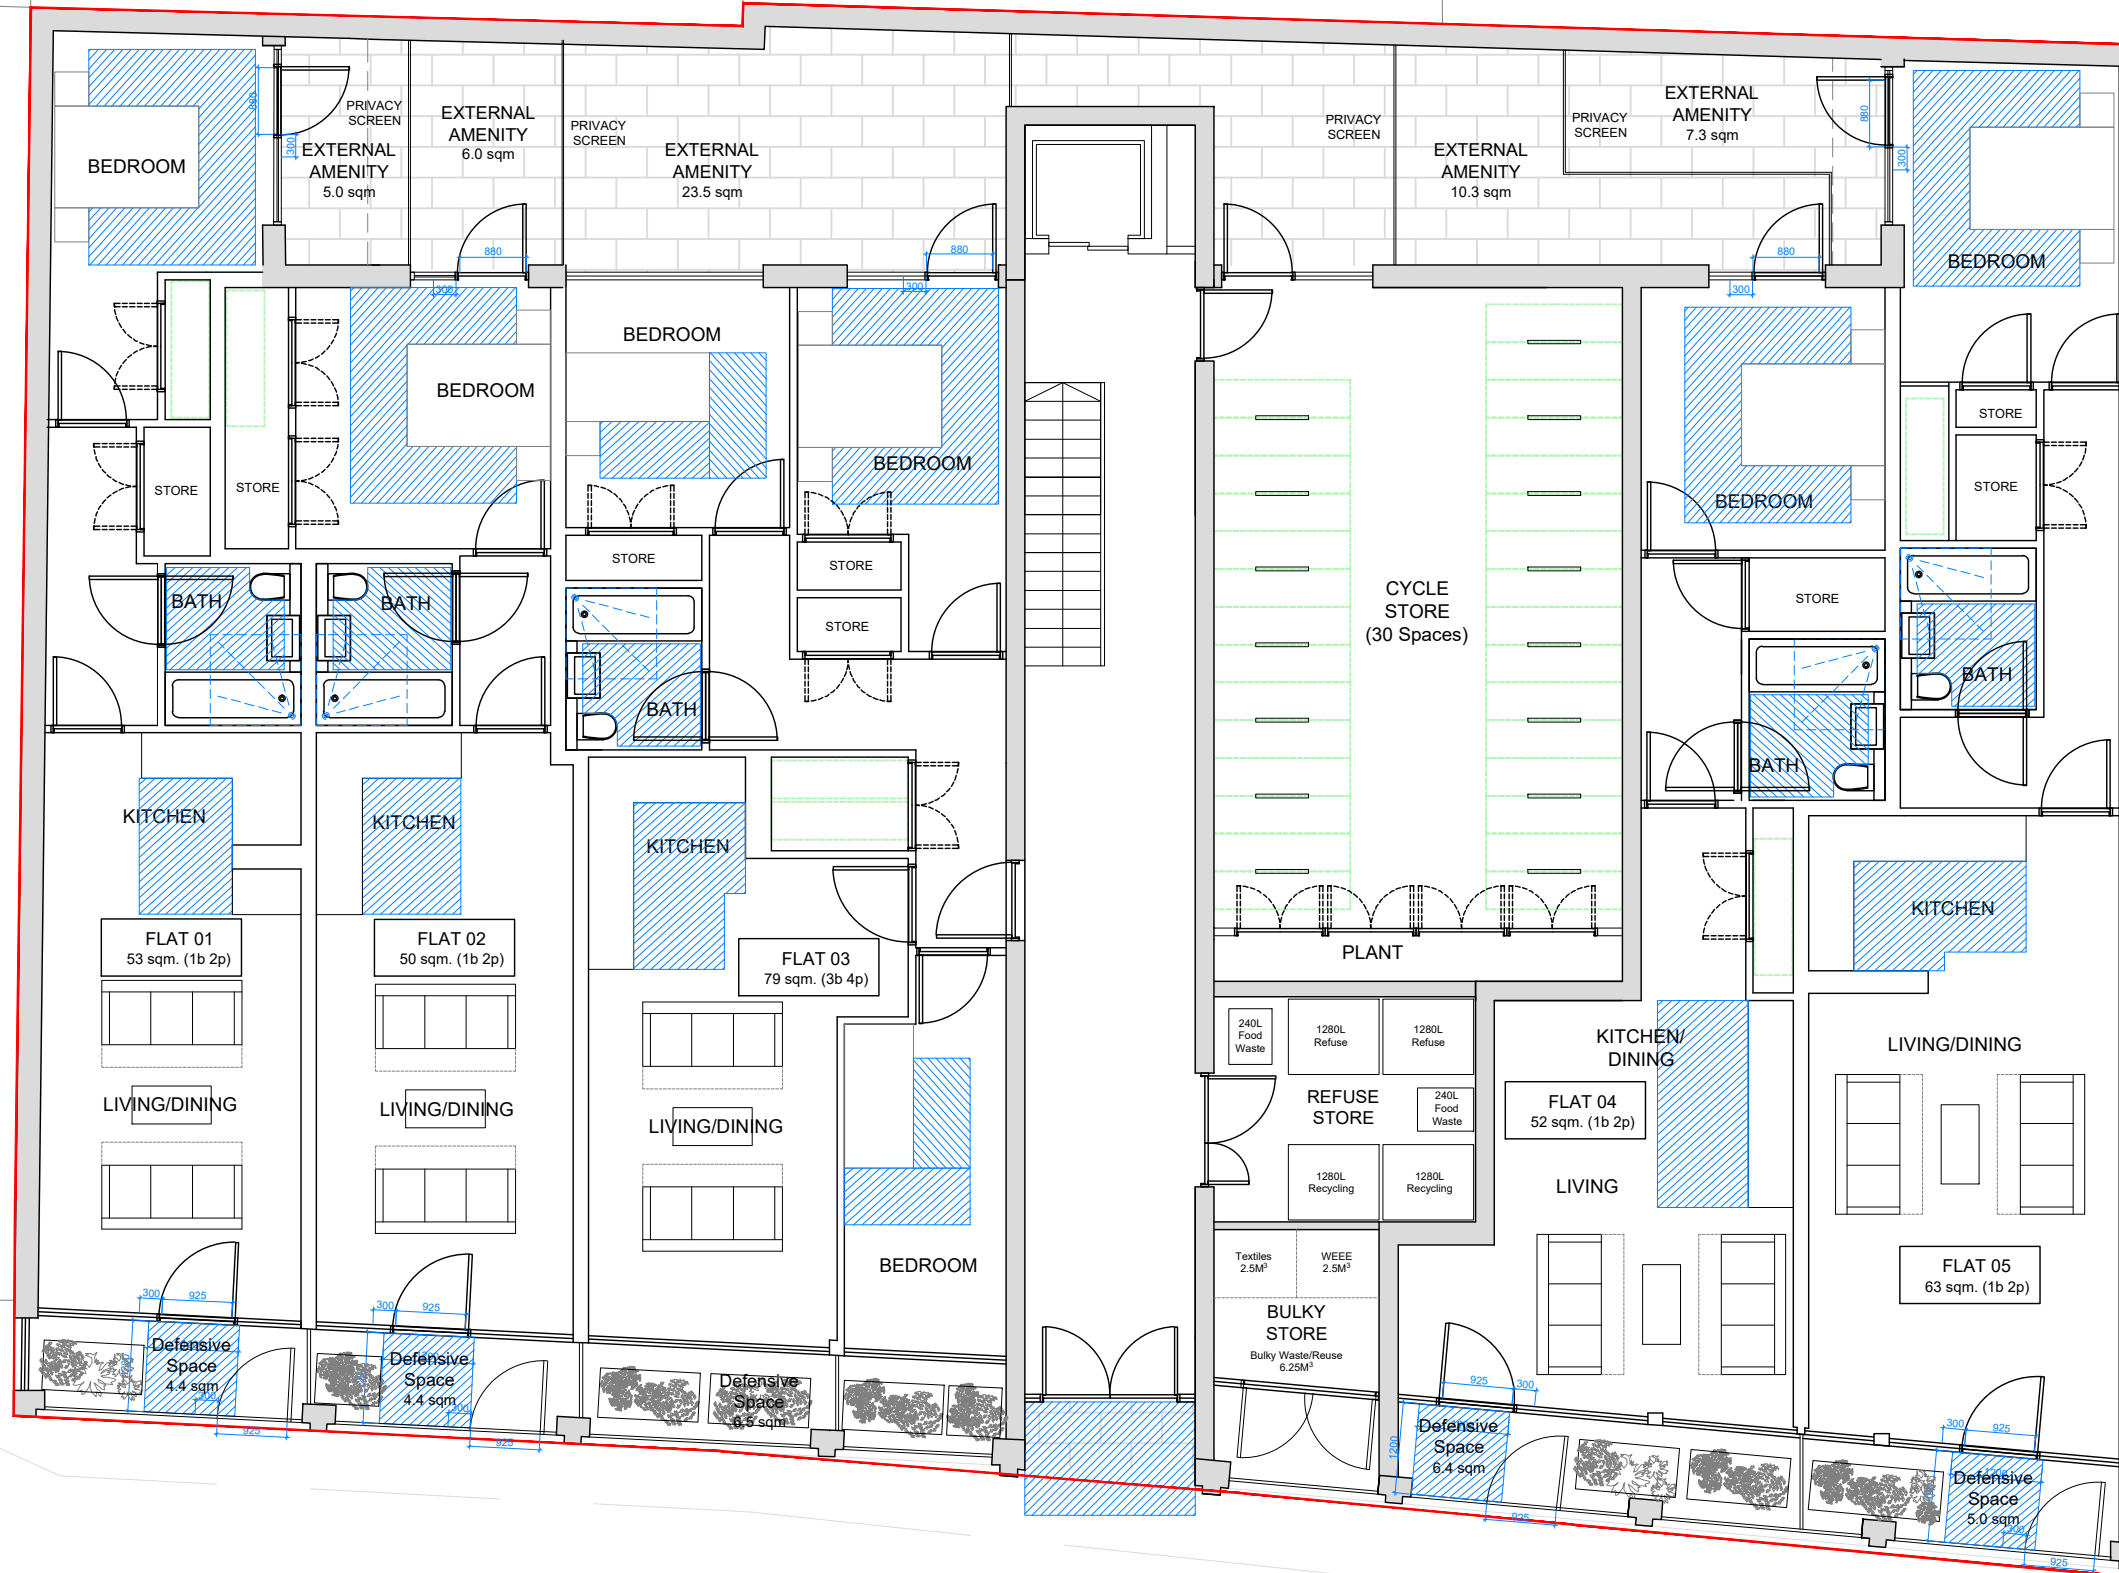 BEDROOM
880
300
PRIVACY
SCREEN
EXTERNAL
AMENITY
5.0 sqm
EXTERNAL
AMENITY
6.0 sqm
PRIVACY
SCREEN
EXTERNAL
AMENITY
23.5 sqm
PRIVACY
SCREEN
EXTERNAL
AMENITY
10.3 sqm
PRIVACY
SCREEN
EXTERNAL
AMENITY
7.3 sqm
880
300
BEDROOM
880
300
880
300
880
300
BEDROOM
BEDROOM
BEDROOM
BEDROOM
STORE
STORE
STORE
STORE
STORE
STORE
STORE
STORE
BATH
BATH
BATH
BATH
BATH
CYCLE
STORE
(30 Spaces)
PLANT
KITCHEN
KITCHEN
KITCHEN
KITCHEN
FLAT 01
53 sqm. (1b 2p)
FLAT 02
50 sqm. (1b 2p)
FLAT 03
79 sqm. (3b 4p)
240L
Food
Waste
1280L
Refuse
1280L
Refuse
REFUSE
STORE
240L
Food
Waste
1280L
Recycling
1280L
Recycling
KITCHEN/
DINING
FLAT 04
52 sqm. (1b 2p)
LIVING
LIVING/DINING
LIVING/DINING
LIVING/DINING
LIVING/DINING
BEDROOM
Textiles
2.5M³
WEEE
2.5M³
BULKY
STORE
Bulky Waste/Reuse
6.25M³
FLAT 05
63 sqm. (1b 2p)
300
925
300
925
925
300
300
925
Defensive
Space
4.4 sqm
300
925
Defensive
Space
4.4 sqm
300
925
Defensive
Space
6.5 sqm
1200
Defensive
Space
6.4 sqm
925
Defensive
Space
5.0 sqm
300
925